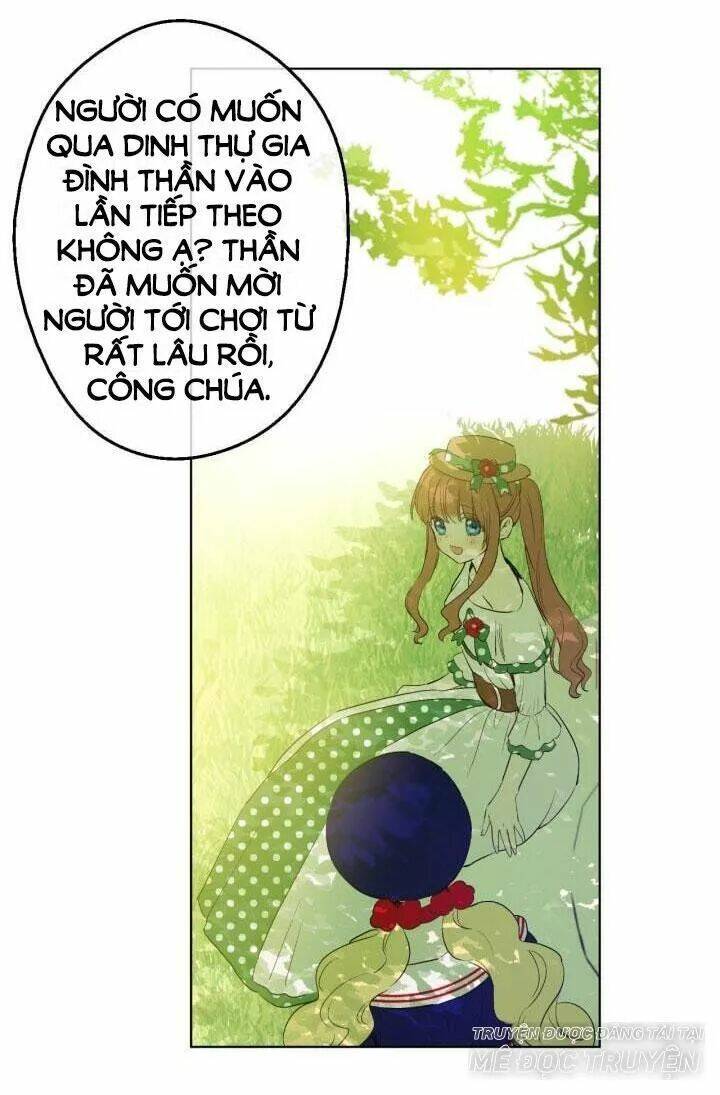 NGƯỜI CÓ MUỐN
QUA DINH THỰ GIA
ĐÌNH THẦN VÀO
LẦN TIẾP THEO
KHÔNG Ạ? THẦN
ĐÃ MUỐN MỜI
NGƯỜI TỚI CHƠI TỪ
RẤT LÂU RỒI,
CÔNG CHÚA.
TRUYỆN ĐƯỢC ĐĂNG TẢI TẠI
MÊ ĐỌC TRUYỆN